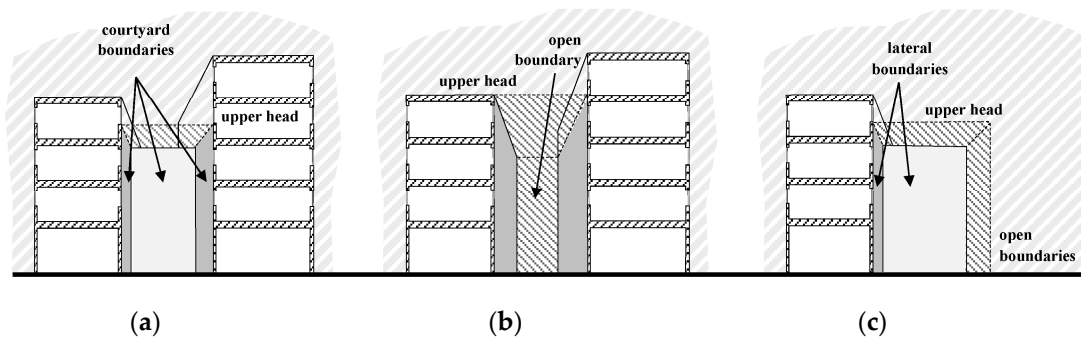 courtyard
boundaries
upper head
(a)
open
boundary
upper head
(b)
lateral
boundaries
upper head
open
boundaries
(c)